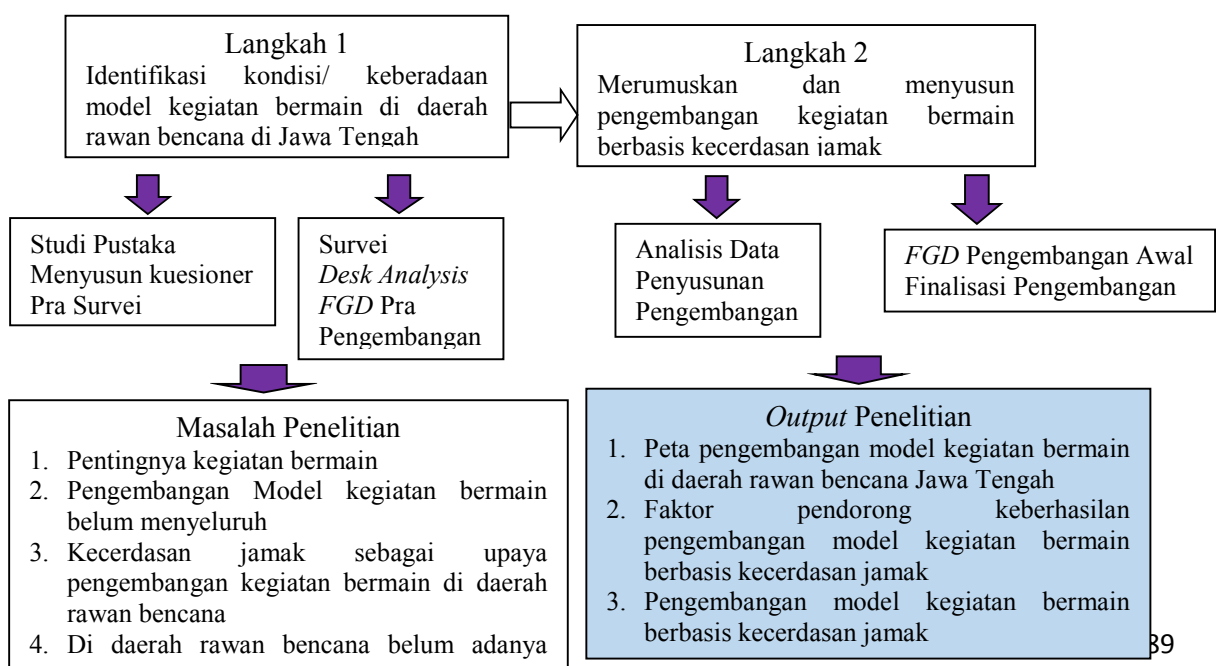 Langkah 1
Identifikasi kondisi/ keberadaan
model kegiatan bermain di daerah
rawan bencana di Jawa Tengah
Langkah 2
Merumuskan dan menyusun
pengembangan kegiatan bermain
berbasis kecerdasan jamak
Studi Pustaka
Menyusun kuesioner
Pra Survei
Survei
Desk Analysis
FGD Pra
Pengembangan
Analisis Data
Penyusunan
Pengembangan
FGD Pengembangan Awal
Finalisasi Pengembangan
Masalah Penelitian
1. Pentingnya kegiatan bermain
2. Pengembangan Model kegiatan bermain
belum menyeluruh
3. Kecerdasan jamak sebagai upaya
pengembangan kegiatan bermain di daerah
rawan bencana
4. Di daerah rawan bencana belum adanya
Output Penelitian
1. Peta pengembangan model kegiatan bermain
di daerah rawan bencana Jawa Tengah
2. Faktor pendorong keberhasilan
pengembangan model kegiatan bermain
berbasis kecerdasan jamak
3. Pengembangan model kegiatan bermain
berbasis kecerdasan jamak